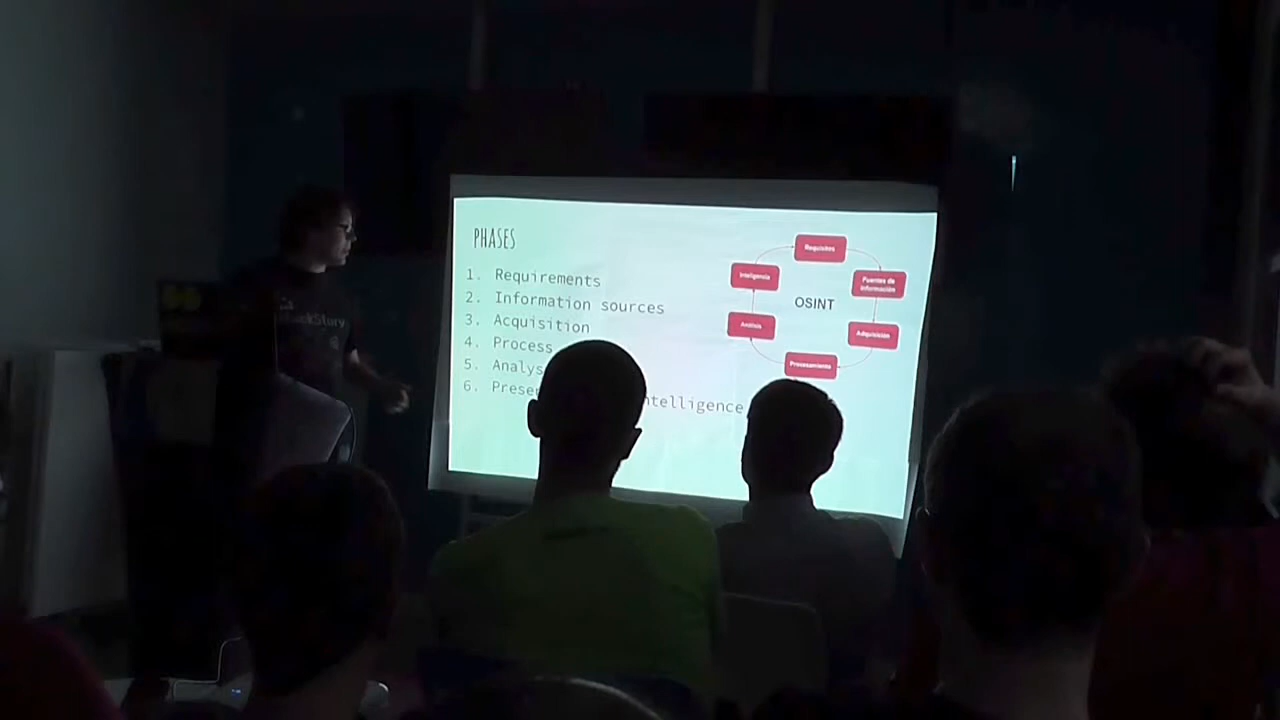 PHASES
1. Requirements
2. Information sources
3. Acquisition
4. Process
5. Analys
6. Prese ntelligence
Requisitos
Fuentes de
Información
Adquisición
Procesamiento
Análisis
Inteligencia
OSINT
ckStory